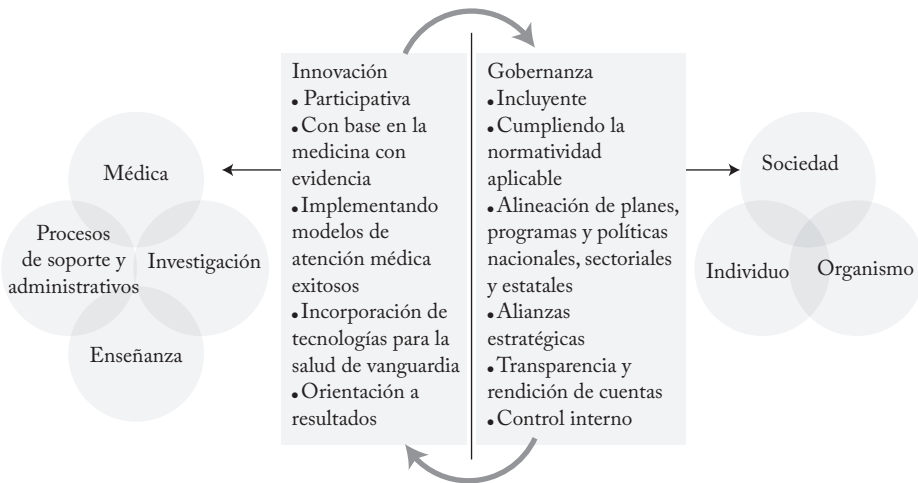 Médica
Procesos
de soporte y
administrativos
Investigación
Enseñanza
Innovación
• Participativa
• Con base en la
medicina con
evidencia
• Implementando
modelos de
atención médica
exitosos
• Incorporación de
tecnologías para la
salud de vanguardia
• Orientación a
resultados
Gobernanza
• Incluyente
• Cumpliendo la
normatividad
aplicable
• Alineación de planes,
programas y políticas
nacionales, sectoriales
y estatales
• Alianzas
estratégicas
• Transparencia y
rendición de cuentas
• Control interno
Sociedad
Individuo
Organismo